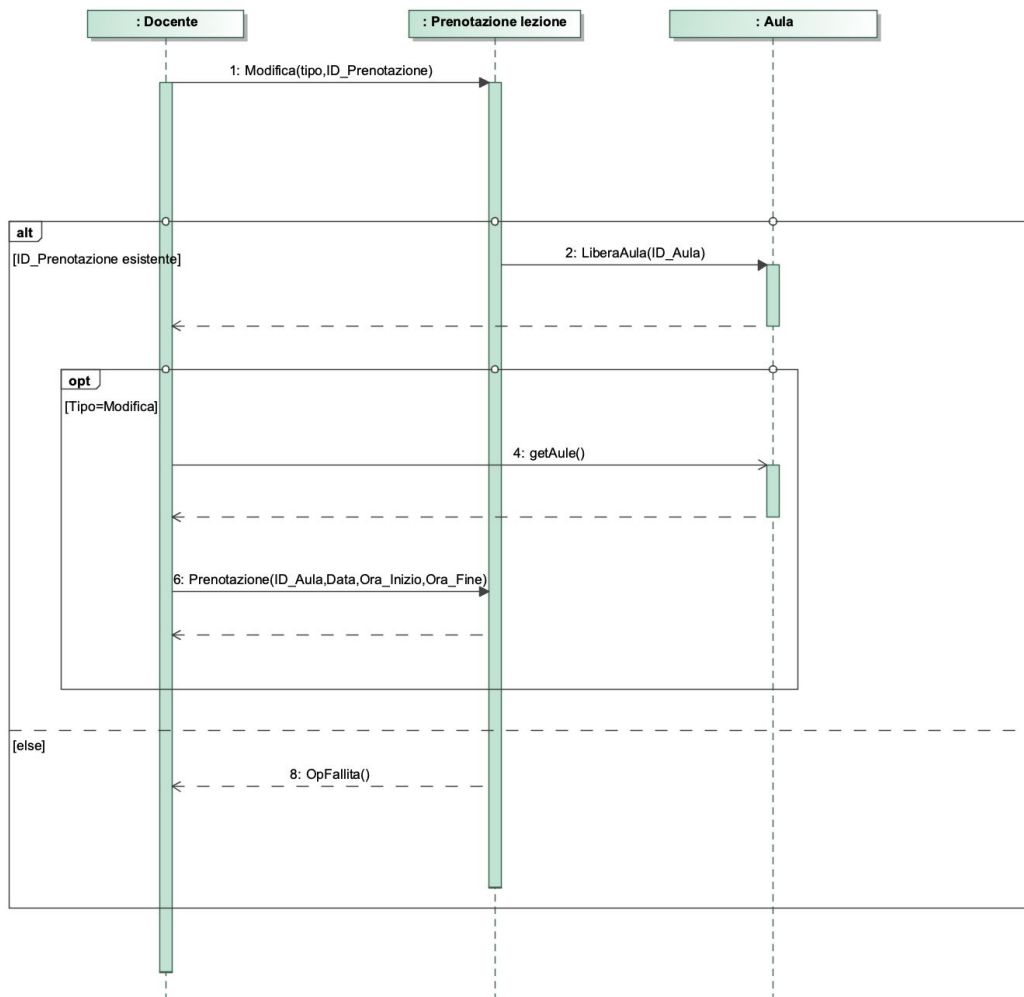 : Docente
: Prenotazione lezione
: Aula
1: Modifica(tipo,ID_Prenotazione)
alt
[ID_Prenotazione esistente]
2: LiberaAula(ID_Aula)
opt
[Tipo=Modifica]
4: getAule()
6: Prenotazione(ID_Aula,Data,Ora_Inizio,Ora_Fine)
[else]
8: OpFallita()